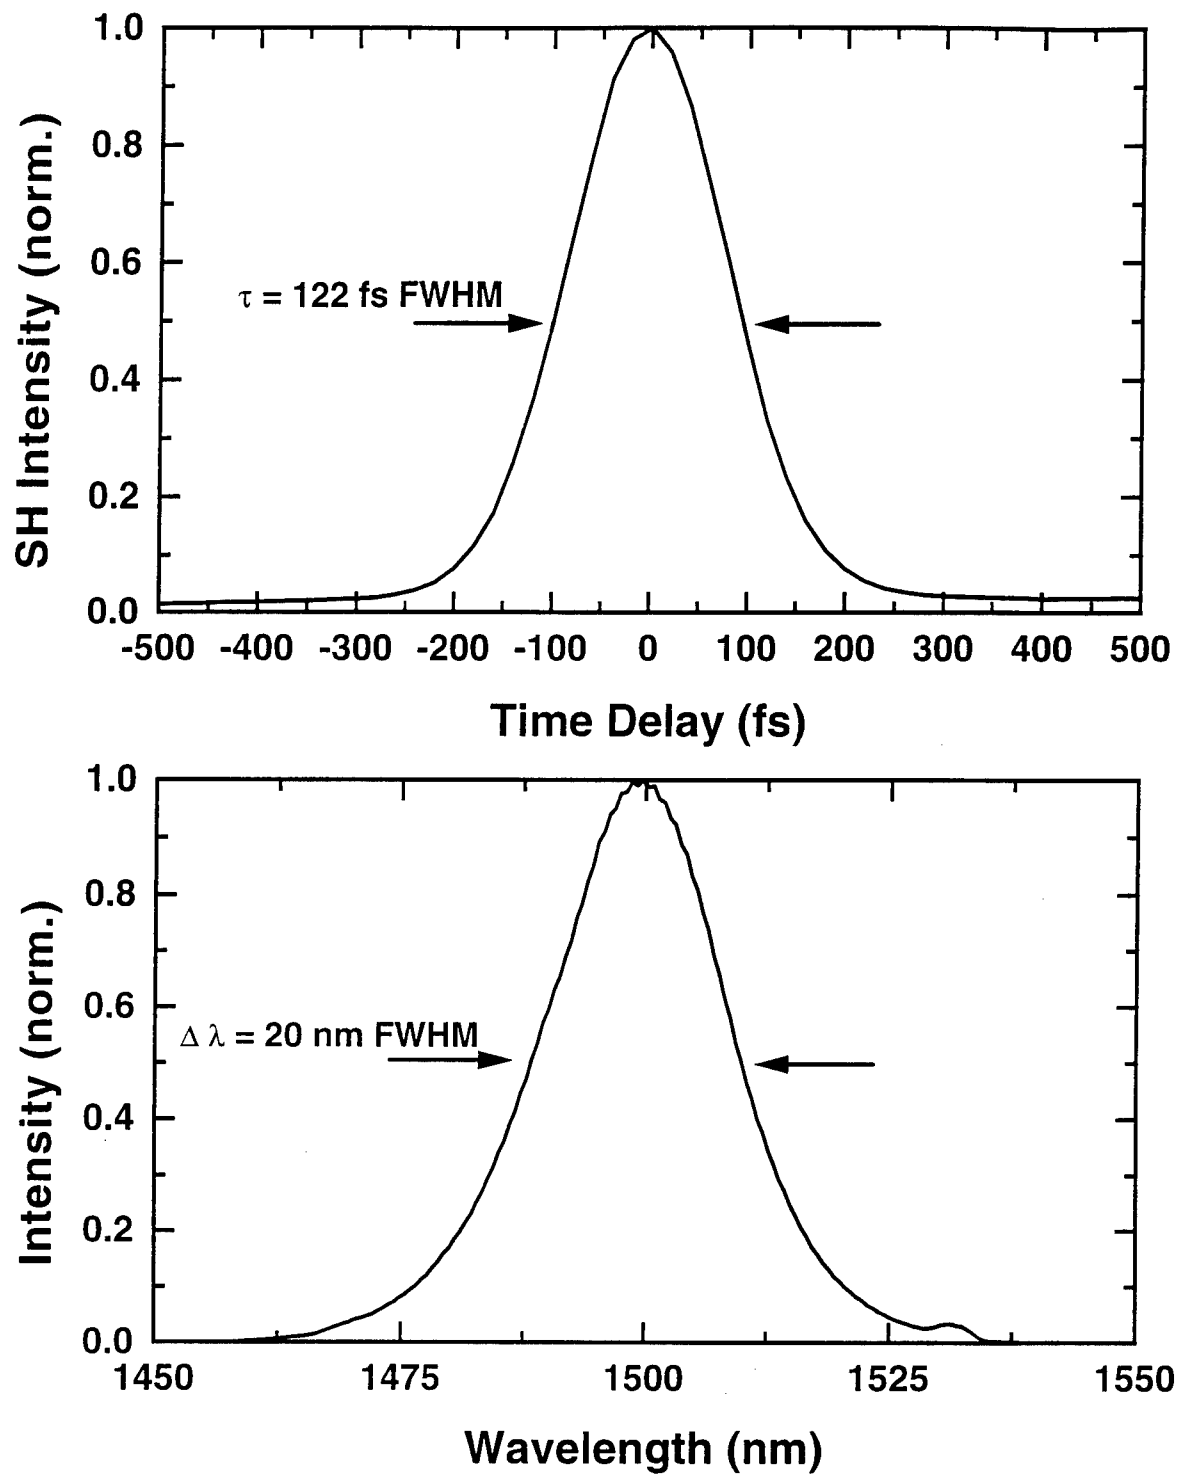 SH Intensity (norm.)
1.0
0.8
0.6
0.4
0.2
0.0
τ = 122 fs FWHM
-500 -400 -300 -200 -100 0 100 200 300 400 500
Time Delay (fs)
Intensity (norm.)
1.0
0.8
0.6
0.4
0.2
0.0
Δ λ = 20 nm FWHM
1450 1475 1500 1525 1550
Wavelength (nm)